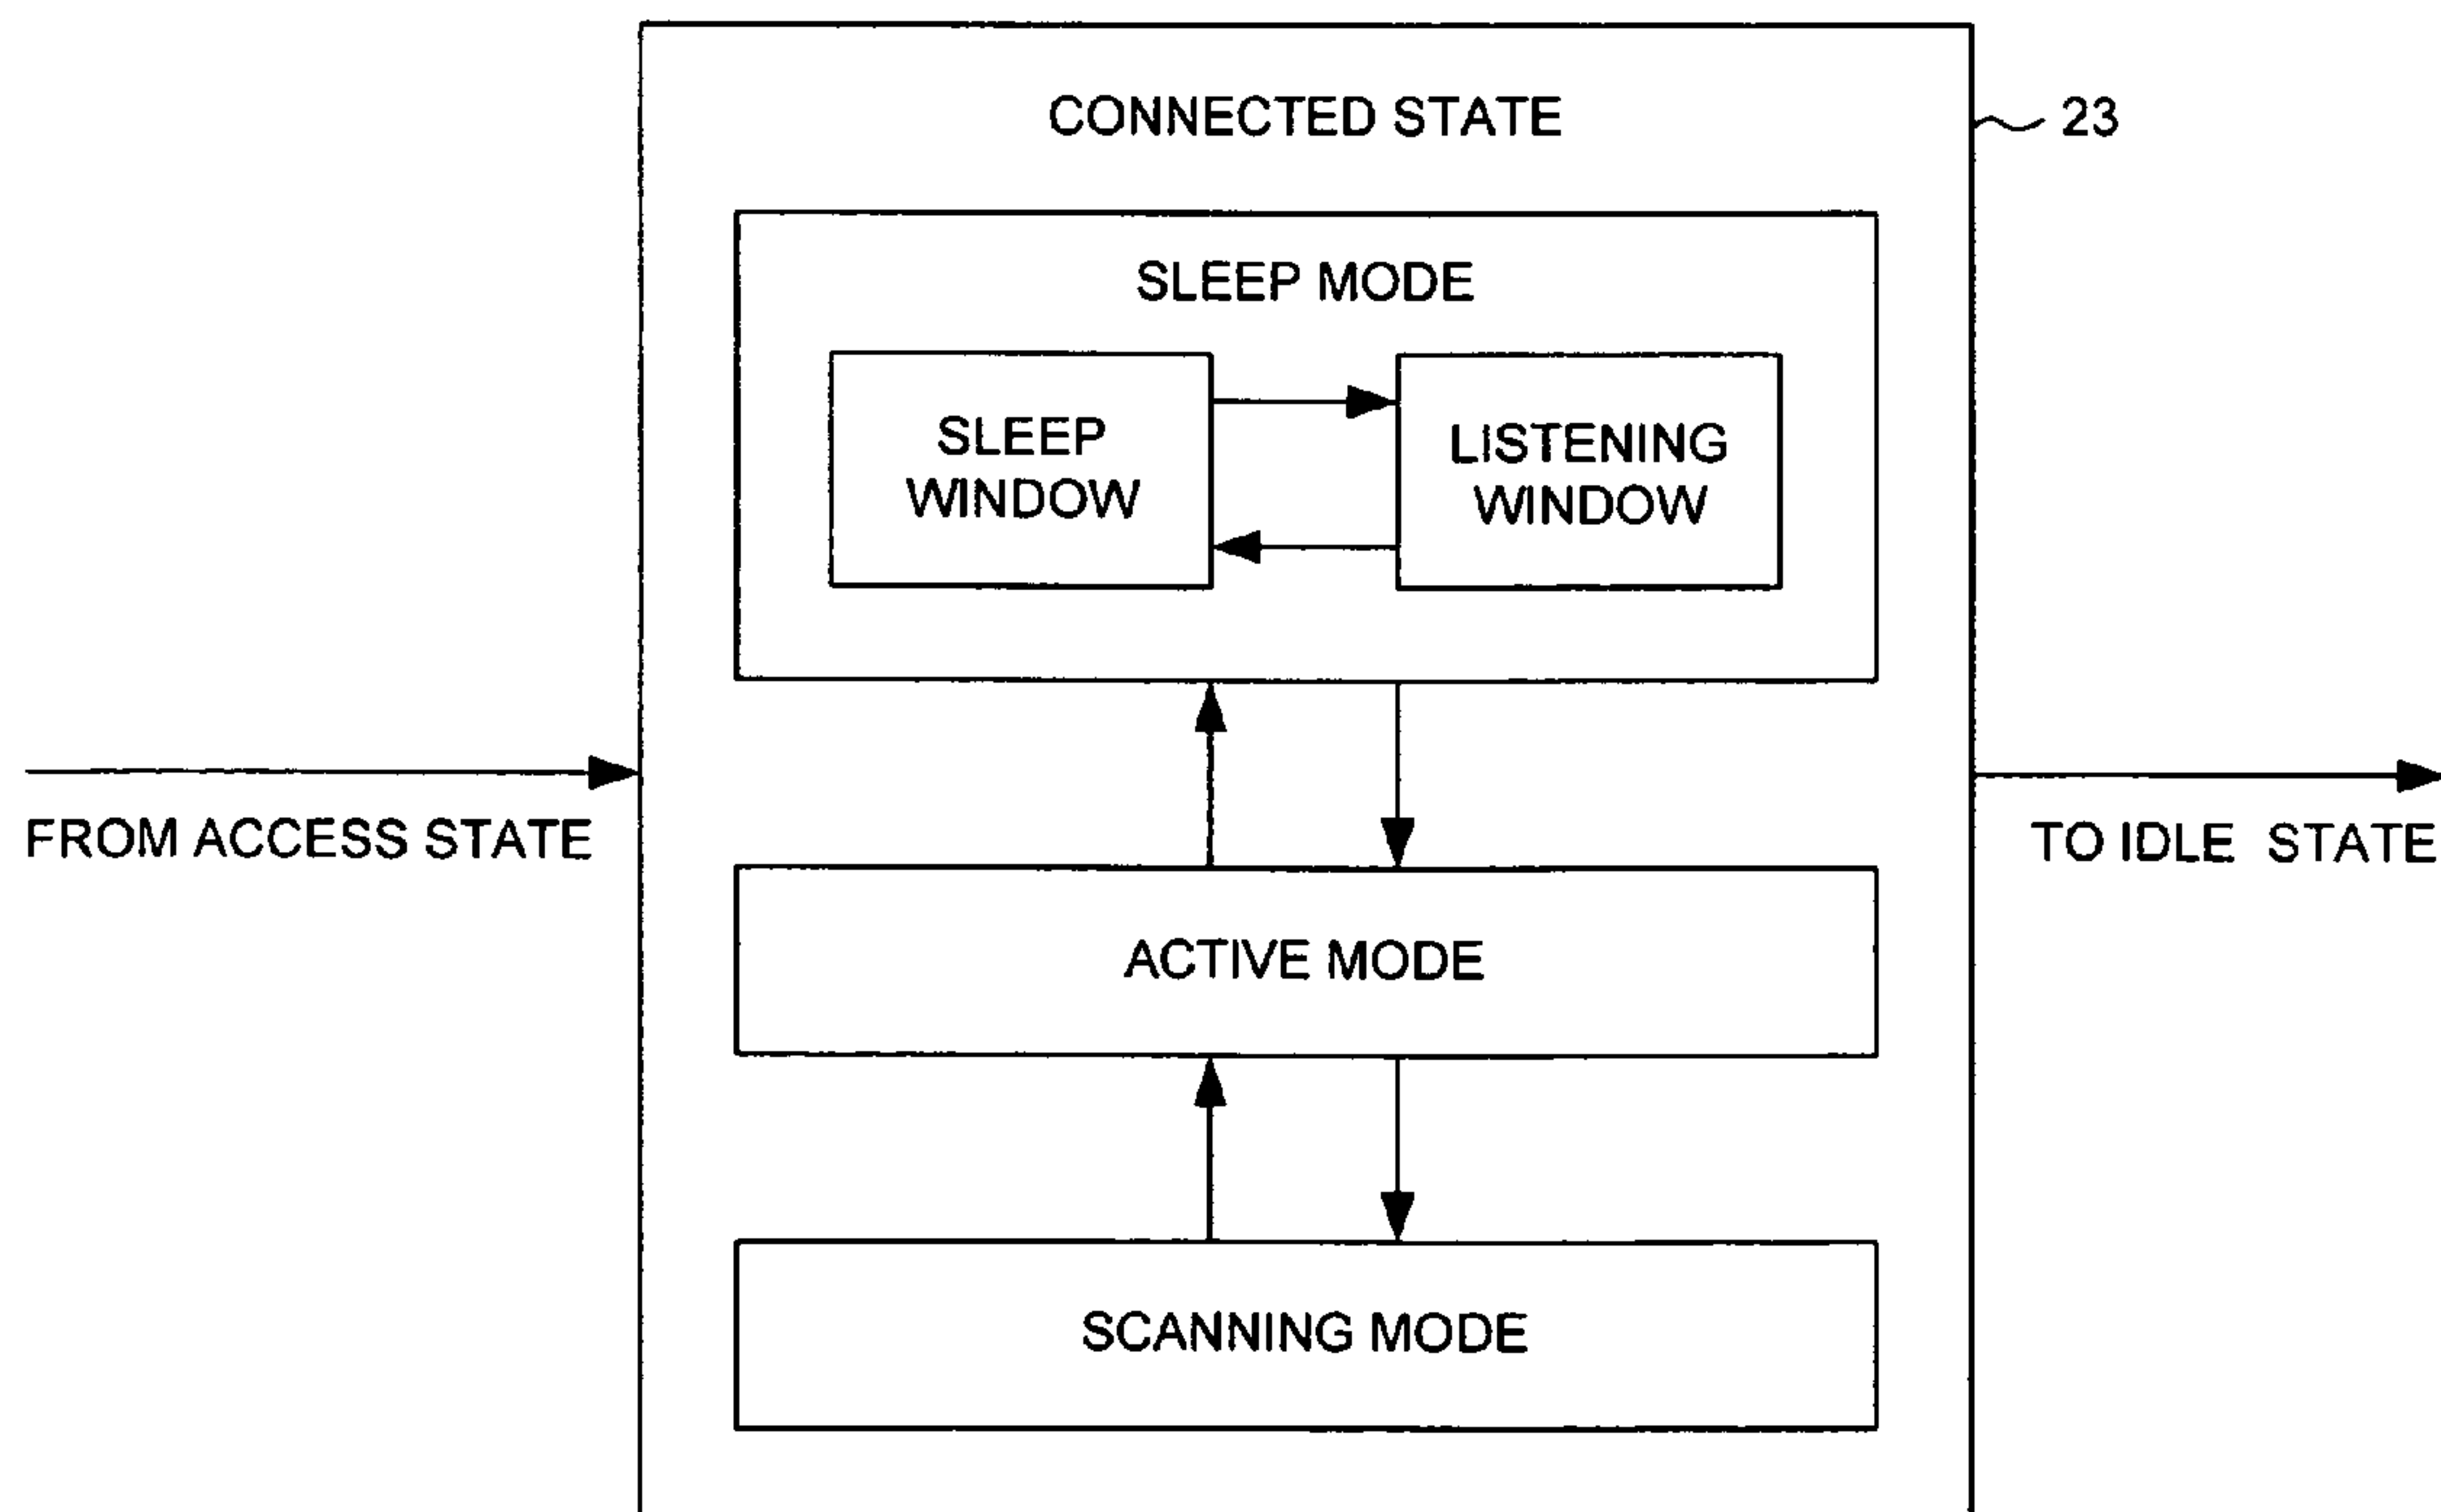 CONNECTED STATE
23
SLEEP MODE
SLEEP
WINDOW
LISTENING
WINDOW
FROM ACCESS STATE
TO IDLE STATE
ACTIVE MODE
SCANNING MODE